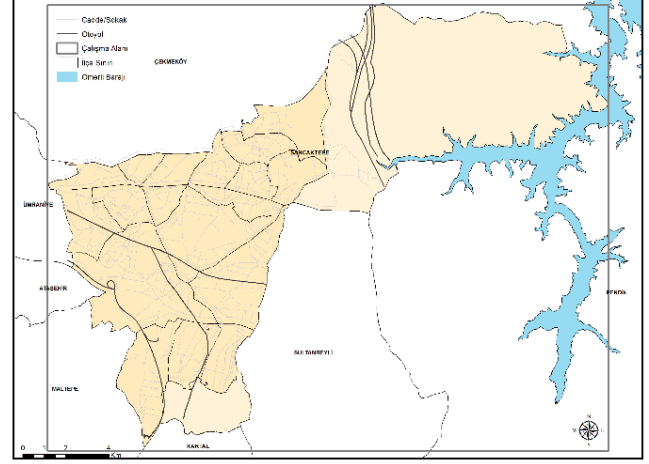 Cadde/Sokak
Otoyol
Çalışma Alanı
İlçe Sınırı
Ömerli Barajı
ÇEKMEKÖY
SANCAKTEPE
ÜMRANİYE
ATAŞEHİR
PENDİK
SULTANBEYLİ
MALTEPE
KARTAL
N
0 1 2 4
Km